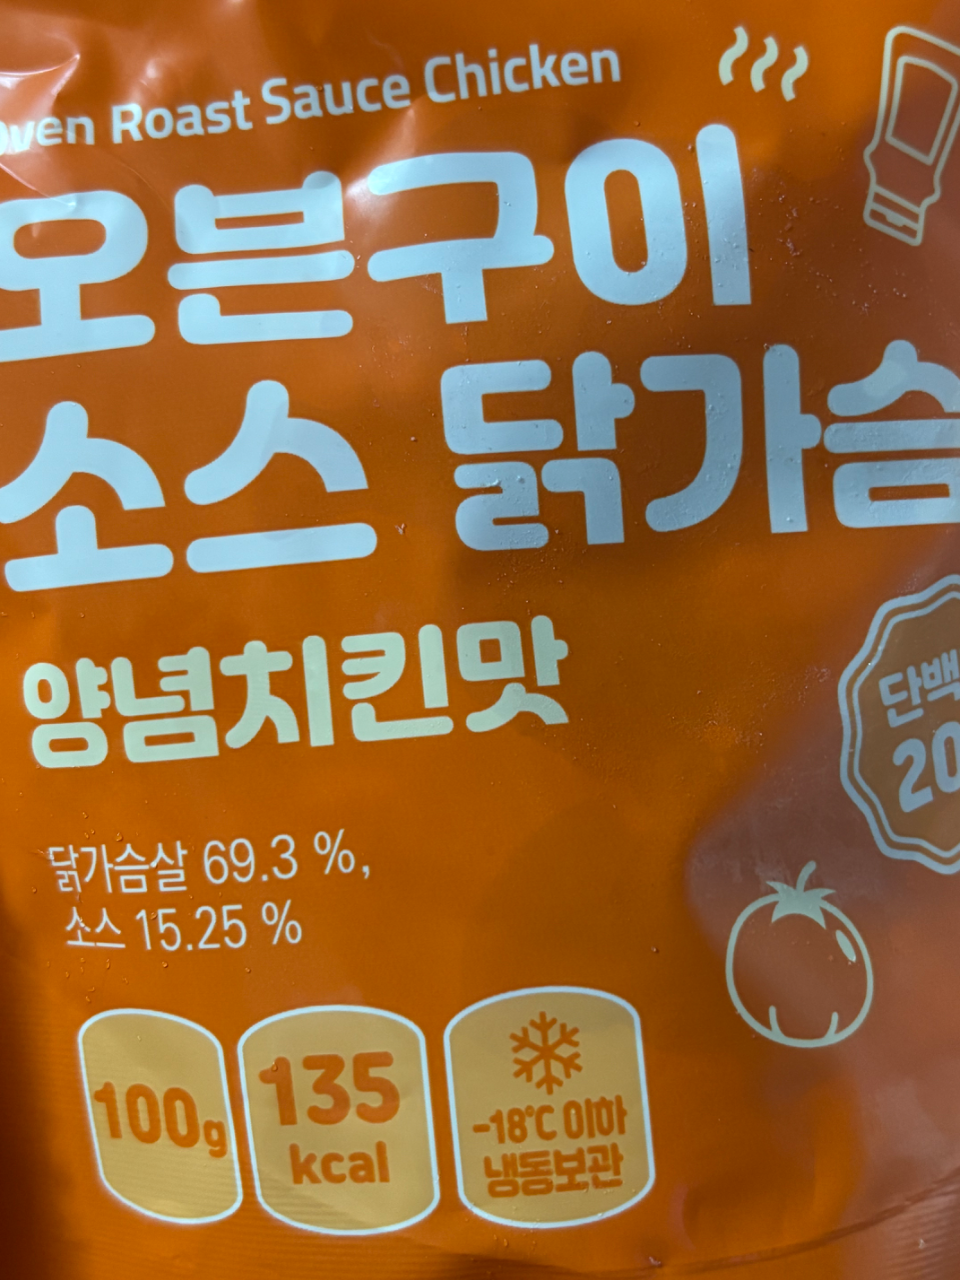 Oven Roast Sauce Chicken
오븐구이
소스 닭가슴
양념치킨맛
단백
20
닭가슴살 69.3 %,
소스 15.25 %
100g
135
kcal
-18℃ 이하
냉동보관